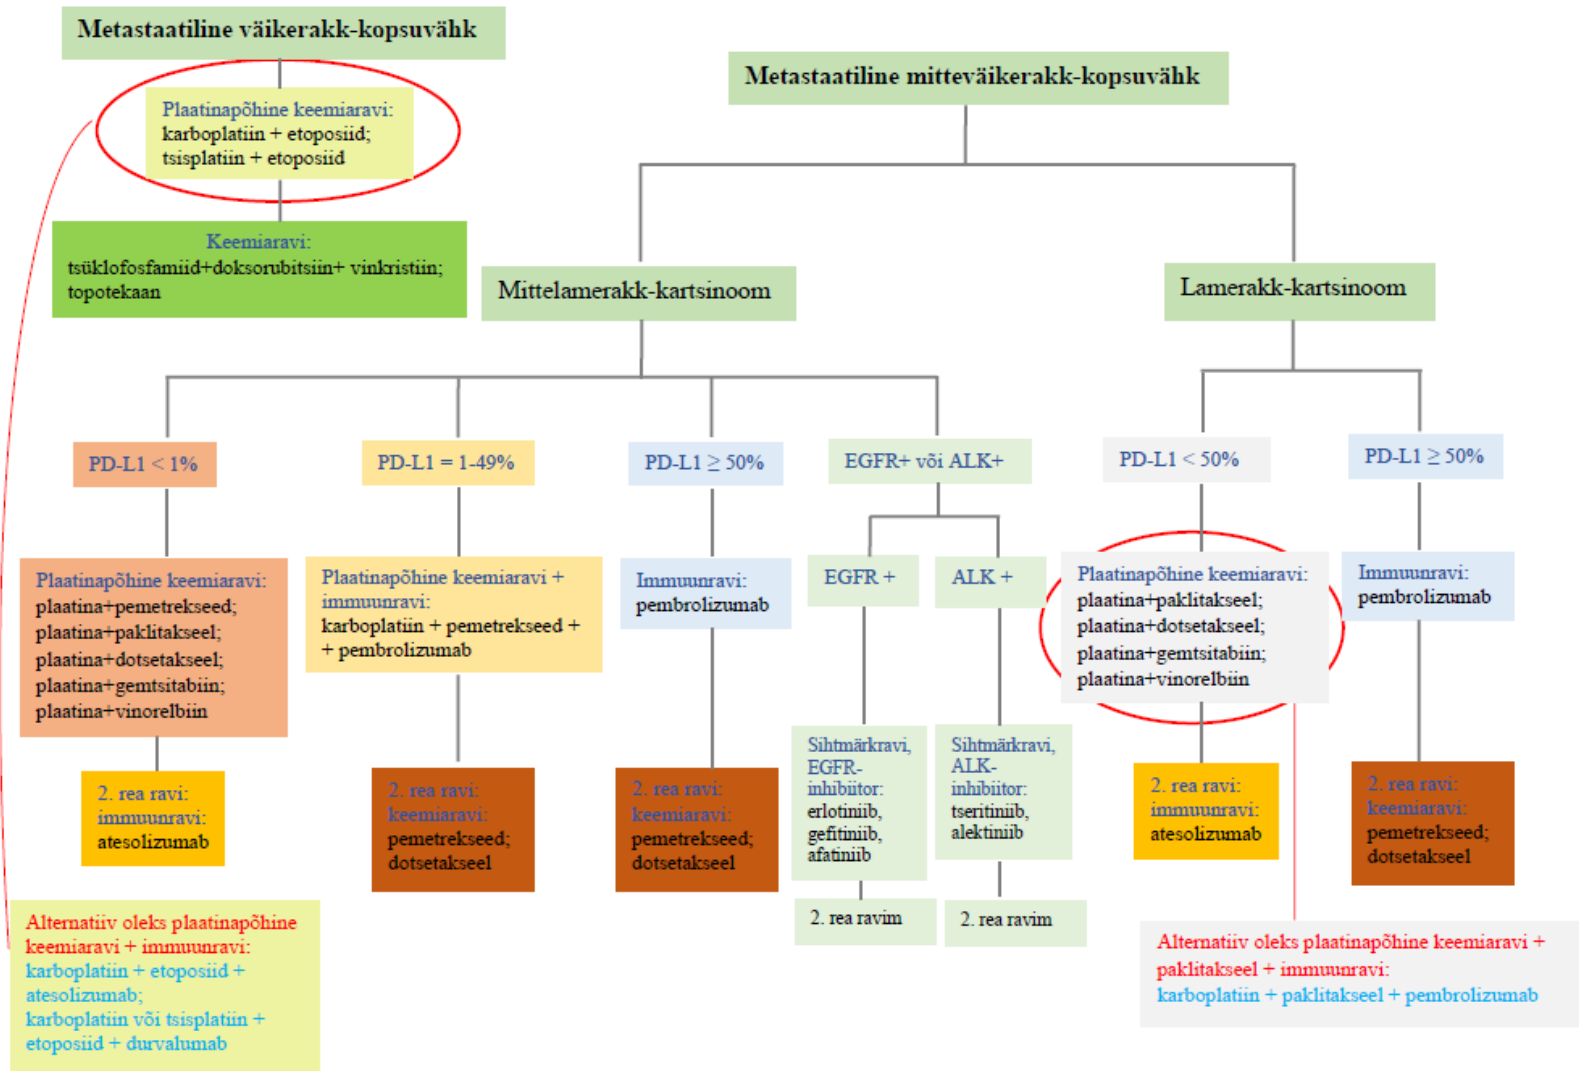 Metastaatiline väikerakk-kopsuvähk
Plaatinapõhine keemiaravi:
karboplatiin + etoposiid;
tsisplatiin + etoposiid
Keemiaravi:
tsüklofosfamiid+doksorubitsiin+ vinkristiin;
topotekaan
Metastaatiline mitteväikerakk-kopsuvähk
Mittelamerakk-kartsinoom
Lamerakk-kartsinoom
PD-L1 < 1%
PD-L1 = 1-49%
PD-L1 ≥ 50%
EGFR+ või ALK+
PD-L1 < 50%
PD-L1 ≥ 50%
Plaatinapõhine keemiaravi:
plaatina+pemetrekseed;
plaatina+paklitakseel;
plaatina+dotsetakseel;
plaatina+gemtsitabiin;
plaatina+vinorelbiin
Plaatinapõhine keemiaravi +
immuunravi:
karboplatiin + pemetrekseed +
+ pembrolizumab
Immuunravi:
pembrolizumab
EGFR +
ALK +
Plaatinapõhine keemiaravi:
plaatina+paklitakseel;
plaatina+dotsetakseel;
plaatina+gemtsitabiin;
plaatina+vinorelbiin
Immuunravi:
pembrolizumab
2. rea ravi:
immuunravi:
atesolizumab
2. rea ravi:
keemiaravi:
pemetrekseed;
dotsetakseel
2. rea ravi:
keemiaravi:
pemetrekseed;
dotsetakseel
Sihtmärkravi,
EGFR-
inhibiitor:
erlotiniib,
gefitiniib,
afatiniib
Sihtmärkravi,
ALK-
inhibiitor:
tseritiniib,
alektiniib
2. rea ravi:
immuunravi:
atesolizumab
2. rea ravi:
keemiaravi:
pemetrekseed;
dotsetakseel
2. rea ravim
2. rea ravim
Alternatiiv oleks plaatinapõhine
keemiaravi + immuunravi:
karboplatiin + etoposiid +
atesolizumab;
karboplatiin või tsisplatiin +
etoposiid + durvalumab
Alternatiiv oleks plaatinapõhine keemiaravi +
paklitakseel + immuunravi:
karboplatiin + paklitakseel + pembrolizumab